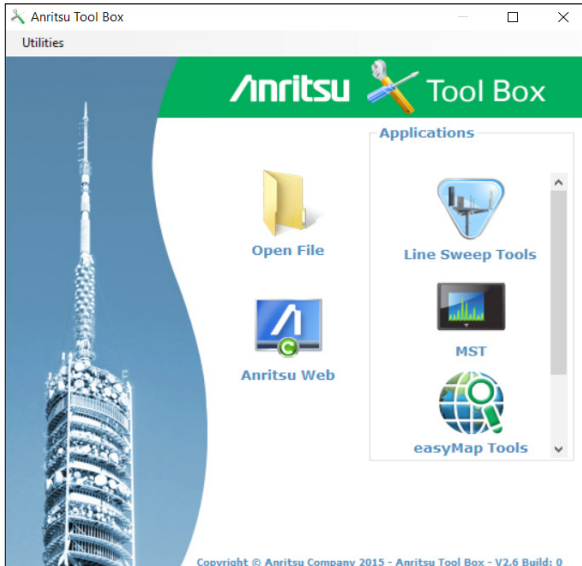 Anritsu Tool Box
Utilities
Anritsu Tool Box
Applications
Open File
Line Sweep Tools
Anritsu Web
MST
easyMap Tools
Copyright © Anritsu Company 2015 - Anritsu Tool Box - V2.6 Build: 0